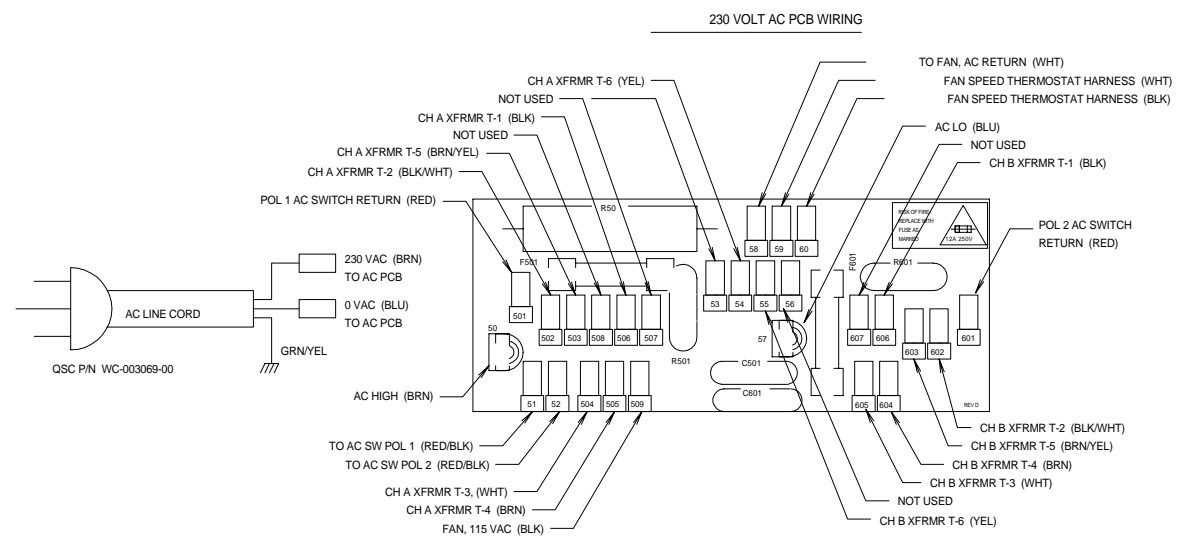 230 VOLT AC PCB WIRING
TO FAN, AC RETURN (WHT)
CH A XFRMR T-6 (YEL)
FAN SPEED THERMOSTAT HARNESS (WHT)
NOT USED
FAN SPEED THERMOSTAT HARNESS (BLK)
CH A XFRMR T-1 (BLK)
AC LO (BLU)
NOT USED
NOT USED
CH A XFRMR T-5 (BRN/YEL)
CH B XFRMR T-1 (BLK)
CH A XFRMR T-2 (BLK/WHT)
POL 1 AC SWITCH RETURN (RED)
R50
RISK OF FIRE
REPLACE WITH
FUSE AS
MARKED
12A 250V
POL 2 AC SWITCH
RETURN (RED)
58
59
60
230 VAC (BRN)
TO AC PCB
F501
F601
R601
0 VAC (BLU)
TO AC PCB
AC LINE CORD
501
53
54
55
56
50
502
503
508
506
507
57
607
606
603
602
601
GRN/YEL
QSC P/N WC-003069-00
R501
C501
C601
AC HIGH (BRN)
51
52
504
505
509
605
604
REV D
TO AC SW POL 1 (RED/BLK)
TO AC SW POL 2 (RED/BLK)
CH A XFRMR T-3, (WHT)
CH A XFRMR T-4 (BRN)
FAN, 115 VAC (BLK)
CH B XFRMR T-2 (BLK/WHT)
CH B XFRMR T-5 (BRN/YEL)
CH B XFRMR T-4 (BRN)
CH B XFRMR T-3 (WHT)
NOT USED
CH B XFRMR T-6 (YEL)